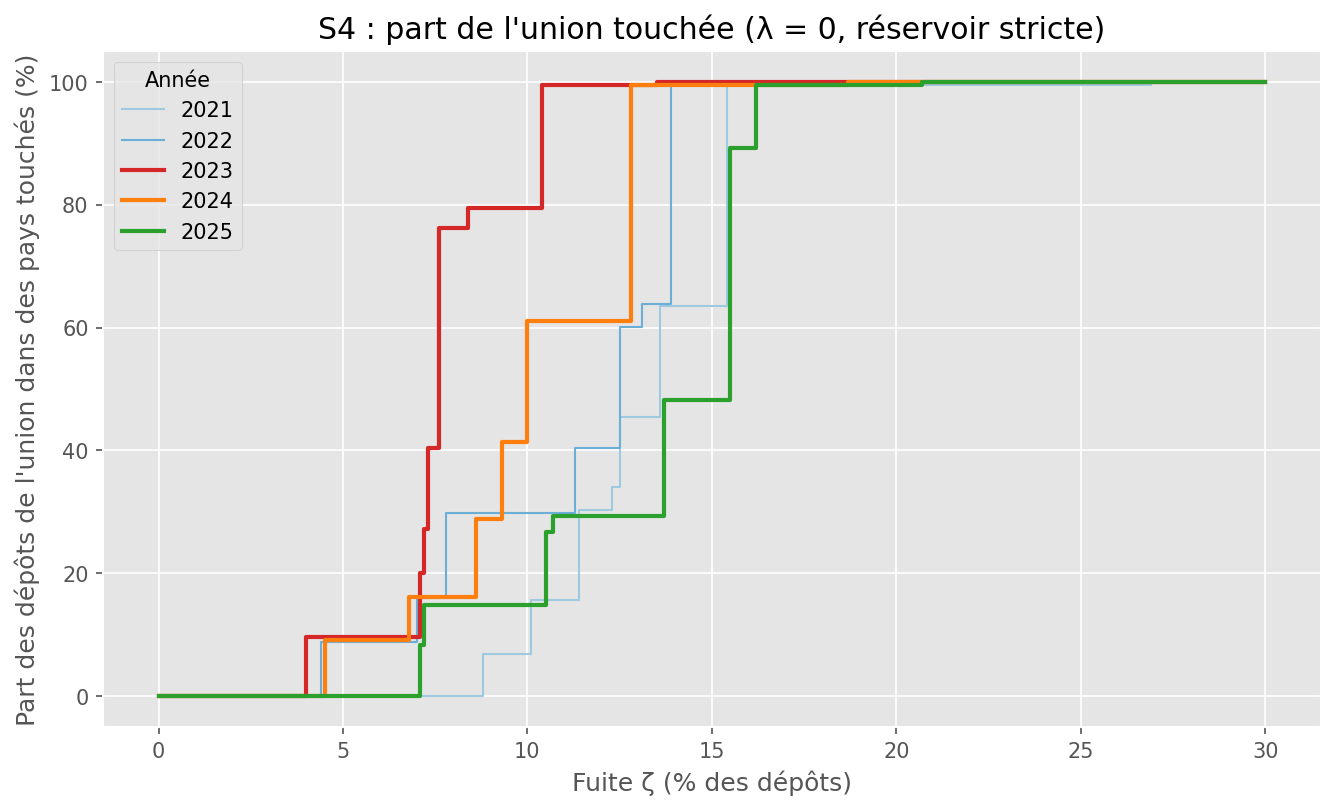 S4 : part de l'union touchée (λ = 0, réservoir stricte)
Part des dépôts de l'union dans des pays touchés (%)
100
80
60
40
20
0
Année
2021
2022
2023
2024
2025
0 5 10 15 20 25 30
Fuite ζ (% des dépôts)